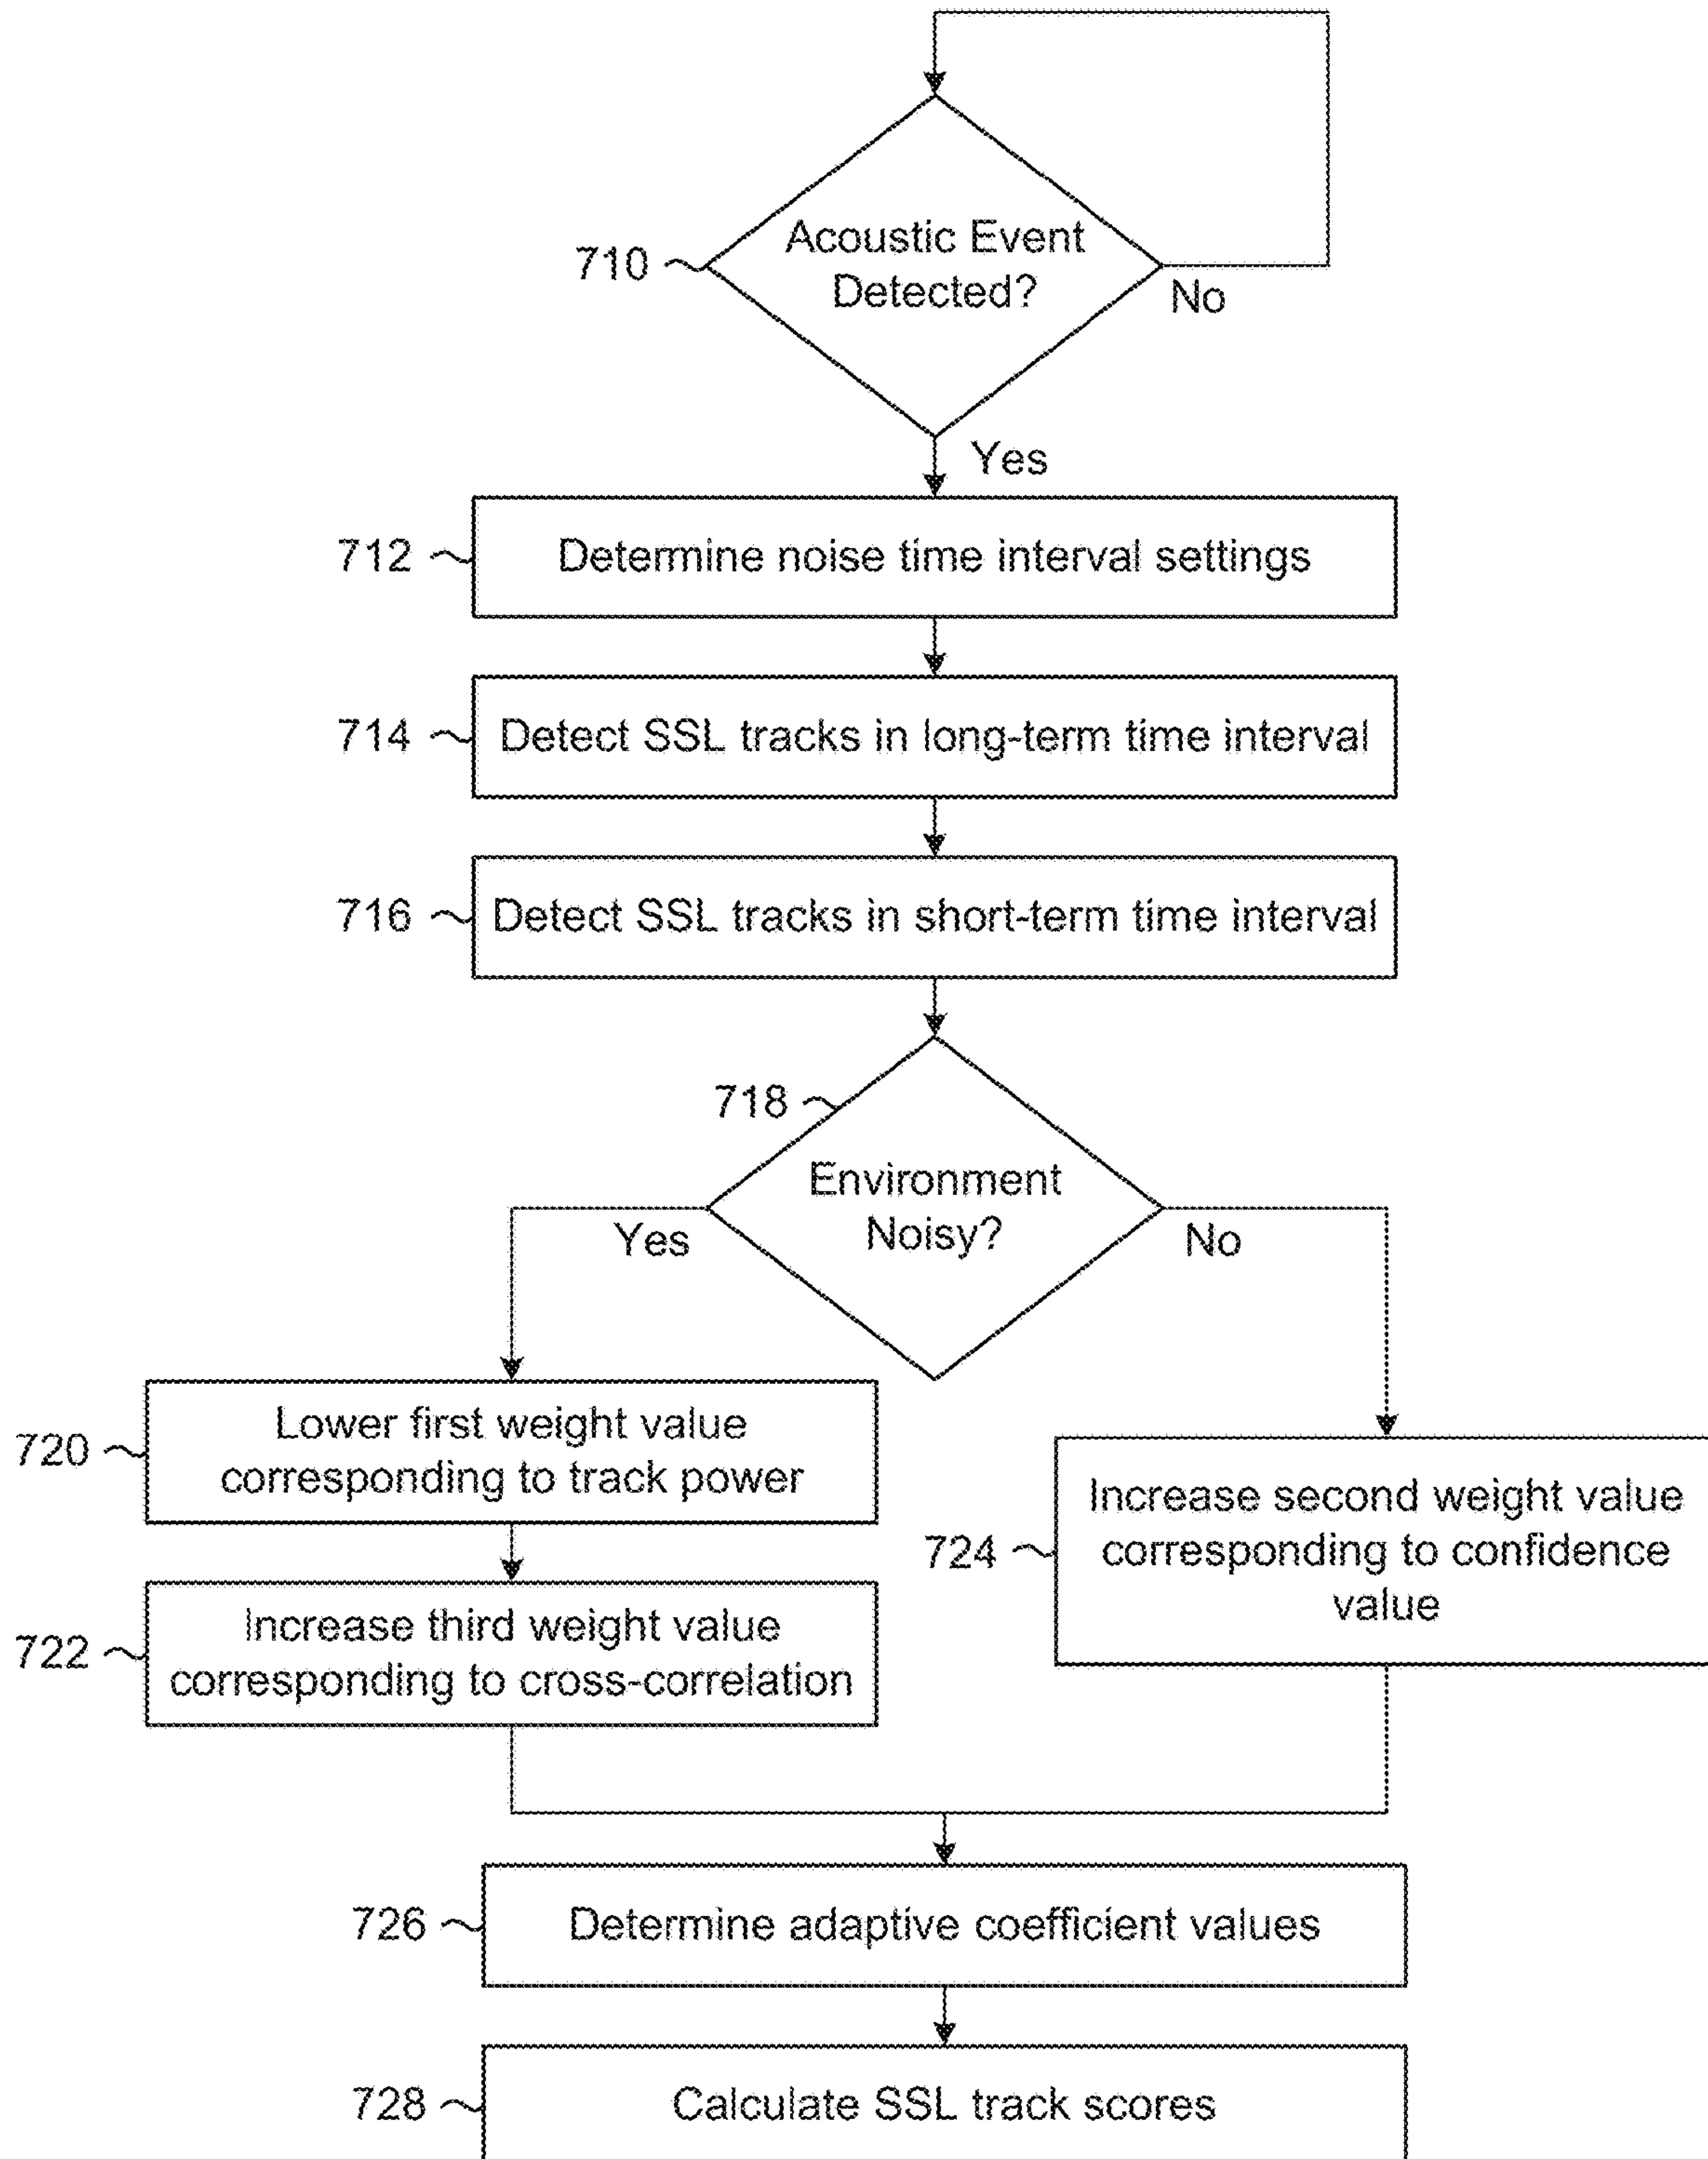 Acoustic Event
710
Detected?
No
Yes
712
Determine noise time interval settings
714
Detect SSL tracks in long-term time interval
716
Detect SSL tracks in short-term time interval
718
Environment
Noisy?
Yes
No
720
Lower first weight value
corresponding to track power
722
Increase third weight value
corresponding to cross-correlation
724
Increase second weight value
corresponding to confidence
value
726
Determine adaptive coefficient values
728
Calculate SSL track scores